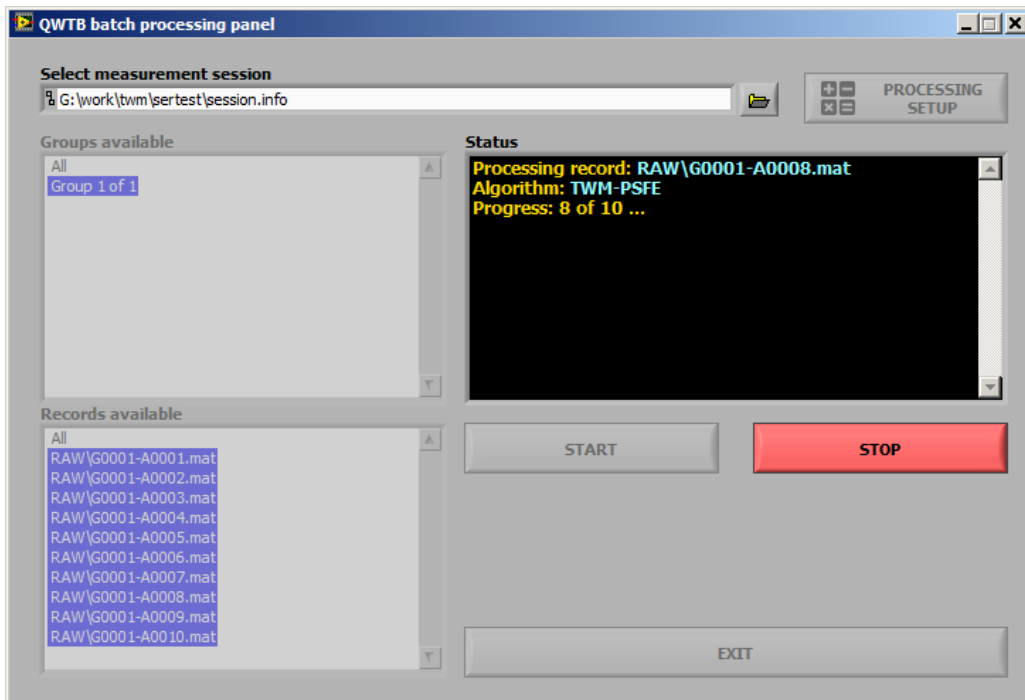 QWTB batch processing panel
Select measurement session
G:\work\twm\sertest\session.info
PROCESSING
SETUP
Groups available
All
Group 1 of 1
Status
Processing record: RAW\G0001-A0008.mat
Algorithm: TWM-PSFE
Progress: 8 of 10 ...
Records available
All
RAW\G0001-A0001.mat
RAW\G0001-A0002.mat
RAW\G0001-A0003.mat
RAW\G0001-A0004.mat
RAW\G0001-A0005.mat
RAW\G0001-A0006.mat
RAW\G0001-A0007.mat
RAW\G0001-A0008.mat
RAW\G0001-A0009.mat
RAW\G0001-A0010.mat
START
STOP
EXIT